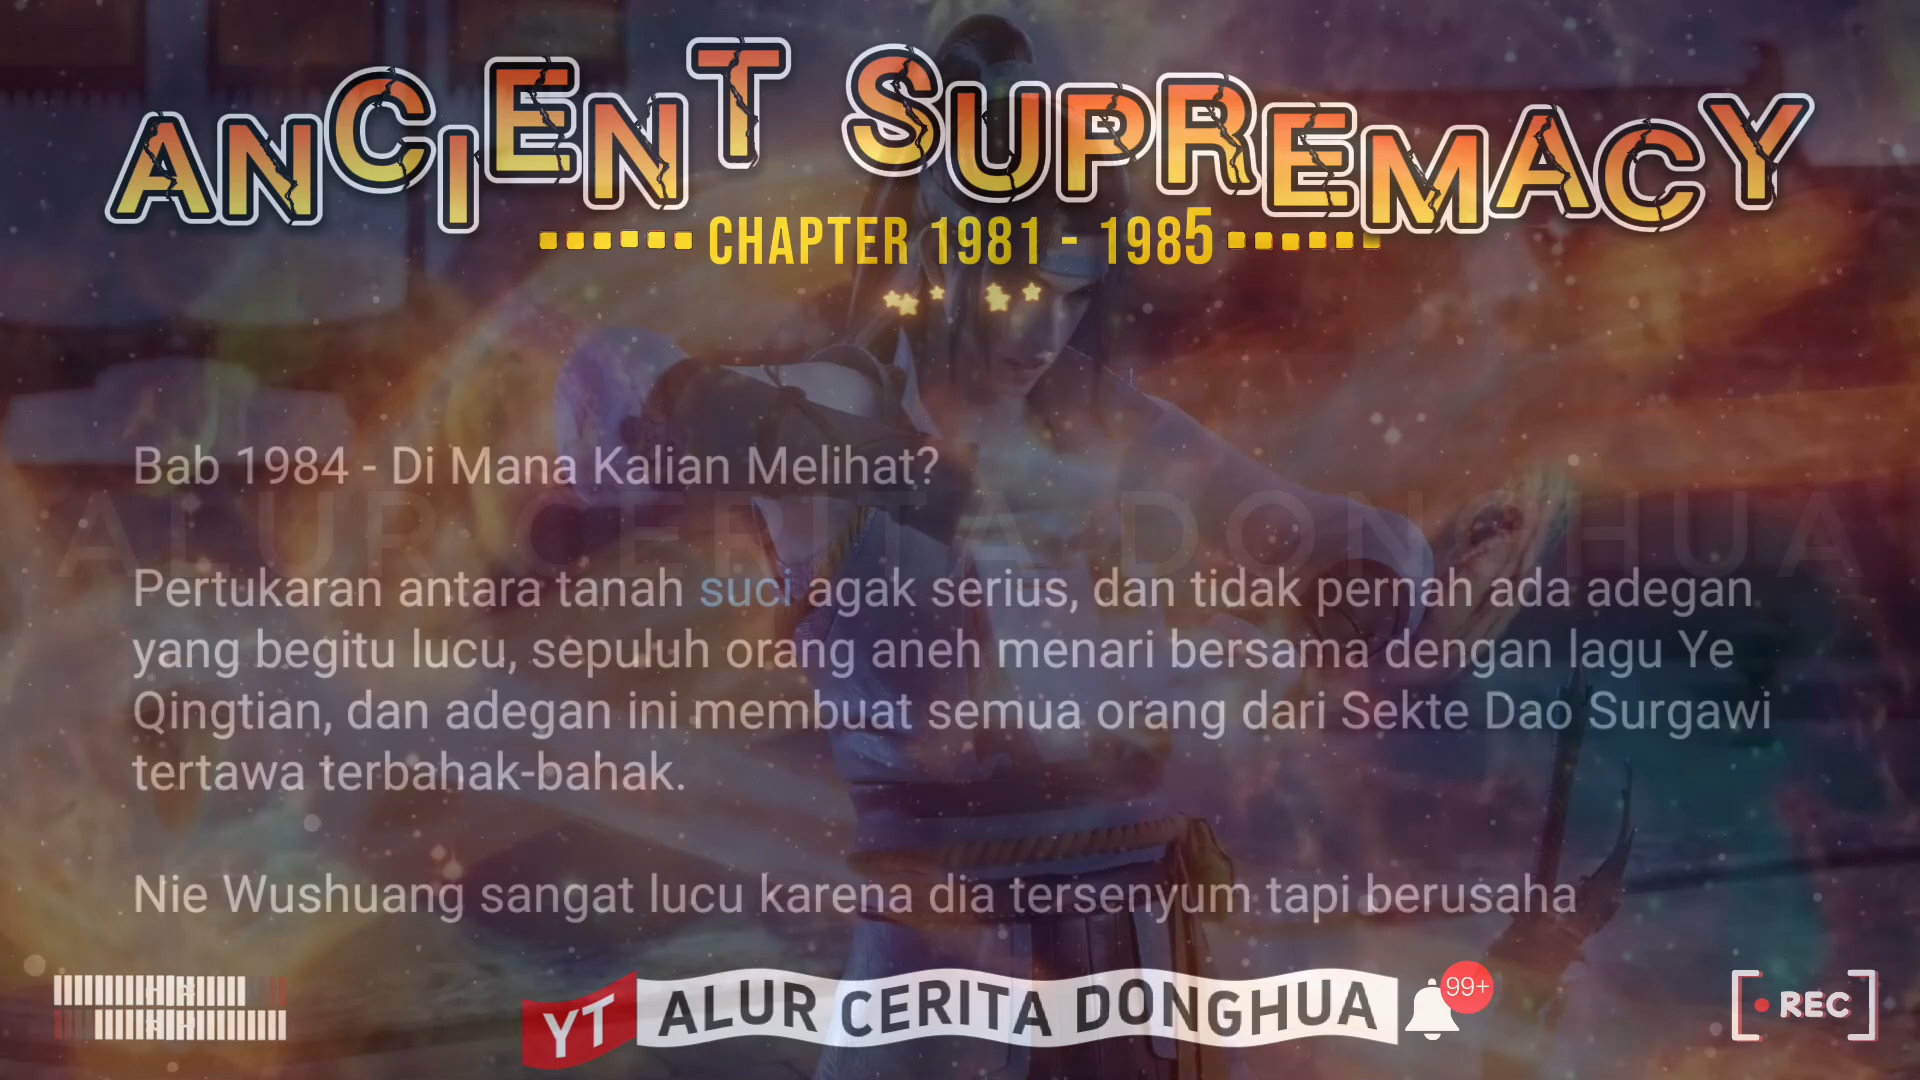 ANCIENT SUPREMACY
CHAPTER 1981 - 1985
Bab 1984 - Di Mana Kalian Melihat?
ALUR CERITA DONGHUA
Pertukaran antara tanah suci agak serius, dan tidak pernah ada adegan
yang begitu lucu, sepuluh orang aneh menari bersama dengan lagu Ye
Qingtian, dan adegan ini membuat semua orang dari Sekte Dao Surgawi
tertawa terbahak-bahak.
Nie Wushuang sangat lucu karena dia tersenyum tapi berusaha
YT ALUR CERITA DONGHUA 99+
REC